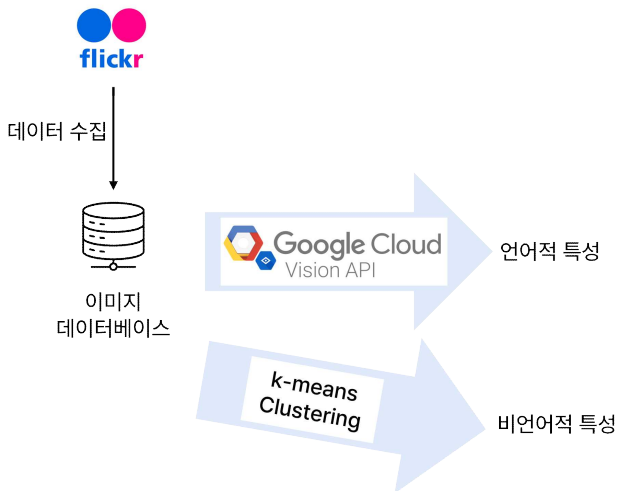 flickr
데이터 수집
이미지
데이터베이스
Google Cloud
Vision API
언어적 특성
k-means
Clustering
비언어적 특성